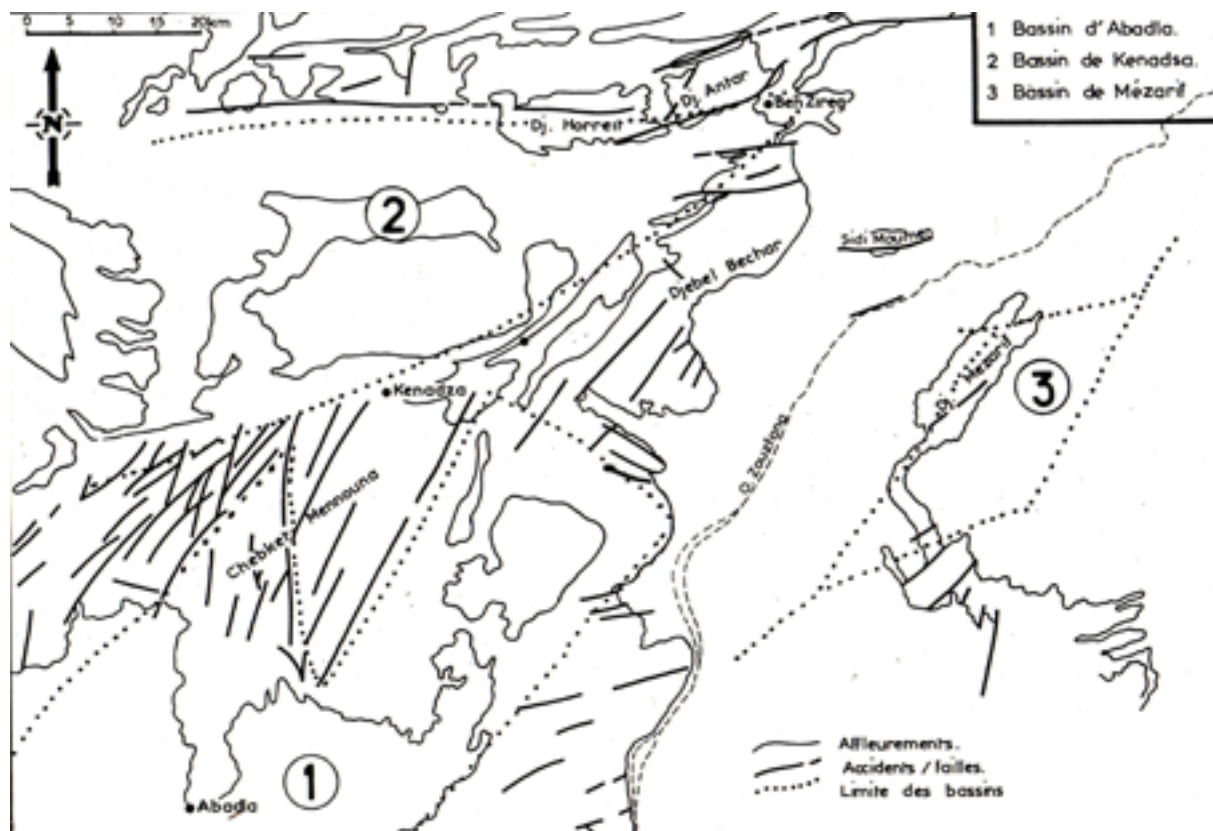 0 5 10 15 20km
N
1 Bassin d'Abadla.
2 Bassin de Kenadsa.
3 Bassin de Mézarif
Dj. Antar
Ben Zireg
Dj. Horreit
2
Sidi Moumen
Djebel Bechar
Dj. Mezarif
3
Kenadza
O. Zousfana
Chebket Mennouna
1
Abadla
Affleurements.
Accidents / failles.
Limite des bassins